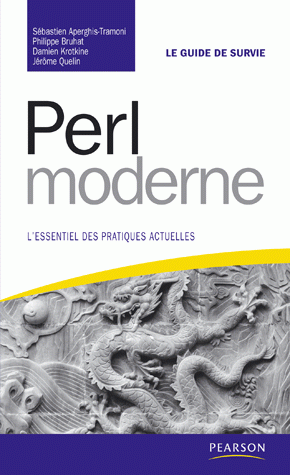 Sébastien Aperghis-Tramoni
Philippe Bruhat
Damien Krotkine
Jérôme Quelin
LE GUIDE DE SURVIE
Perl
moderne
L'ESSENTIEL DES PRATIQUES ACTUELLES
PEARSON